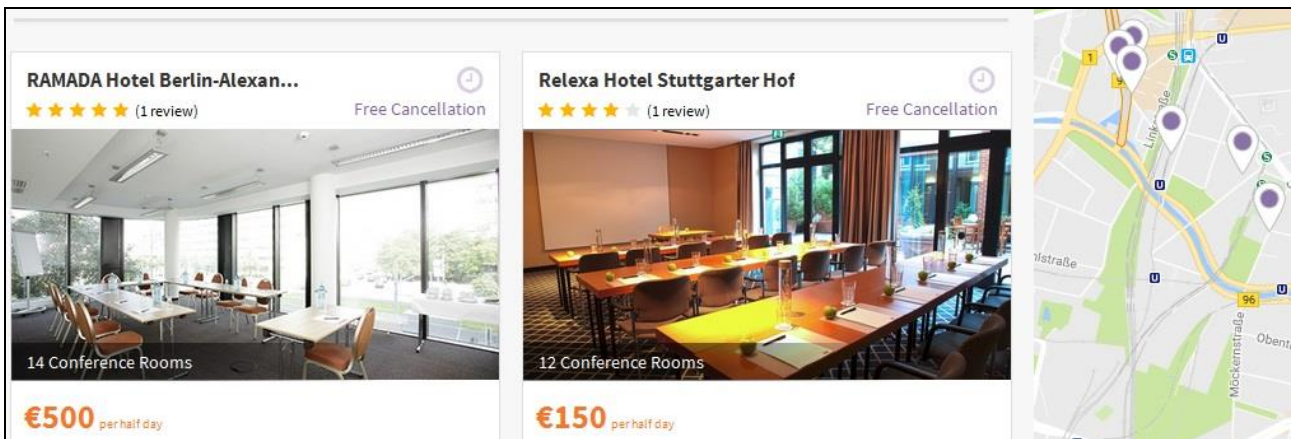 RAMADA Hotel Berlin-Alexan...
(1 review)
Free Cancellation
14 Conference Rooms
€500 per half day
Relexa Hotel Stuttgarter Hof
(1 review)
Free Cancellation
12 Conference Rooms
€150 per half day
1
S
U
Linkstraße
S
U
U
96
U
Möckernstraße